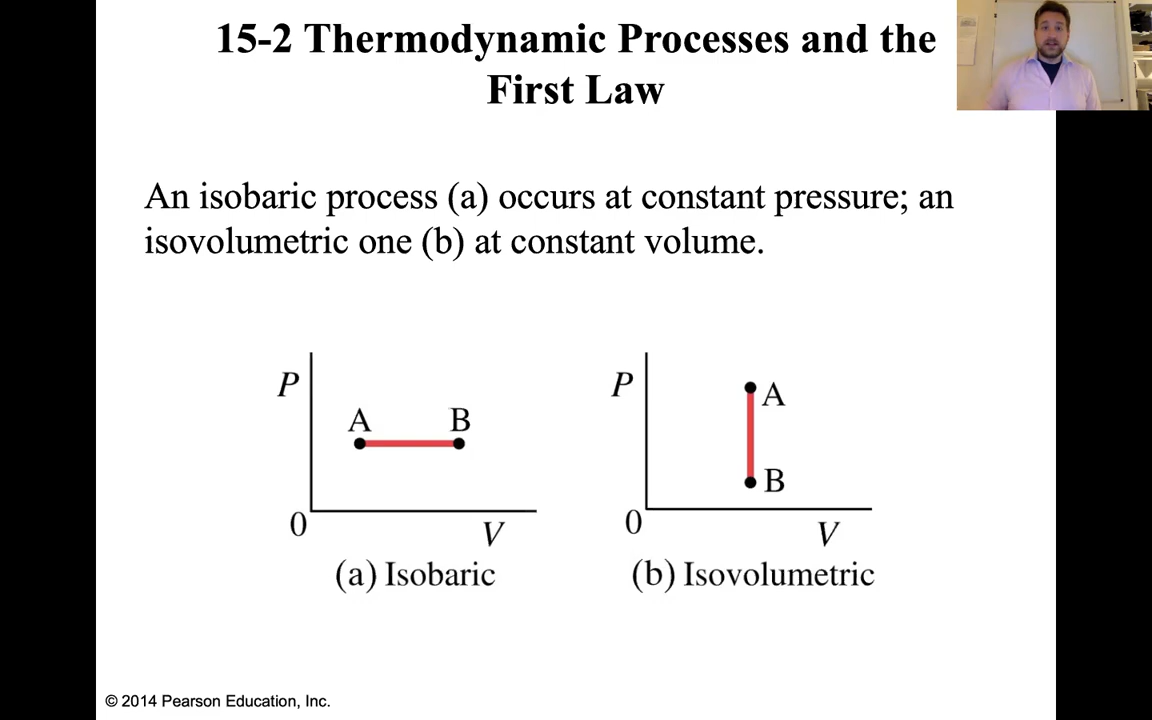 15-2 Thermodynamic Processes and the
First Law
An isobaric process (a) occurs at constant pressure; an
isovolumetric one (b) at constant volume.
P
A B
0
V
(a) Isobaric
P
A
B
0
V
(b) Isovolumetric
© 2014 Pearson Education, Inc.